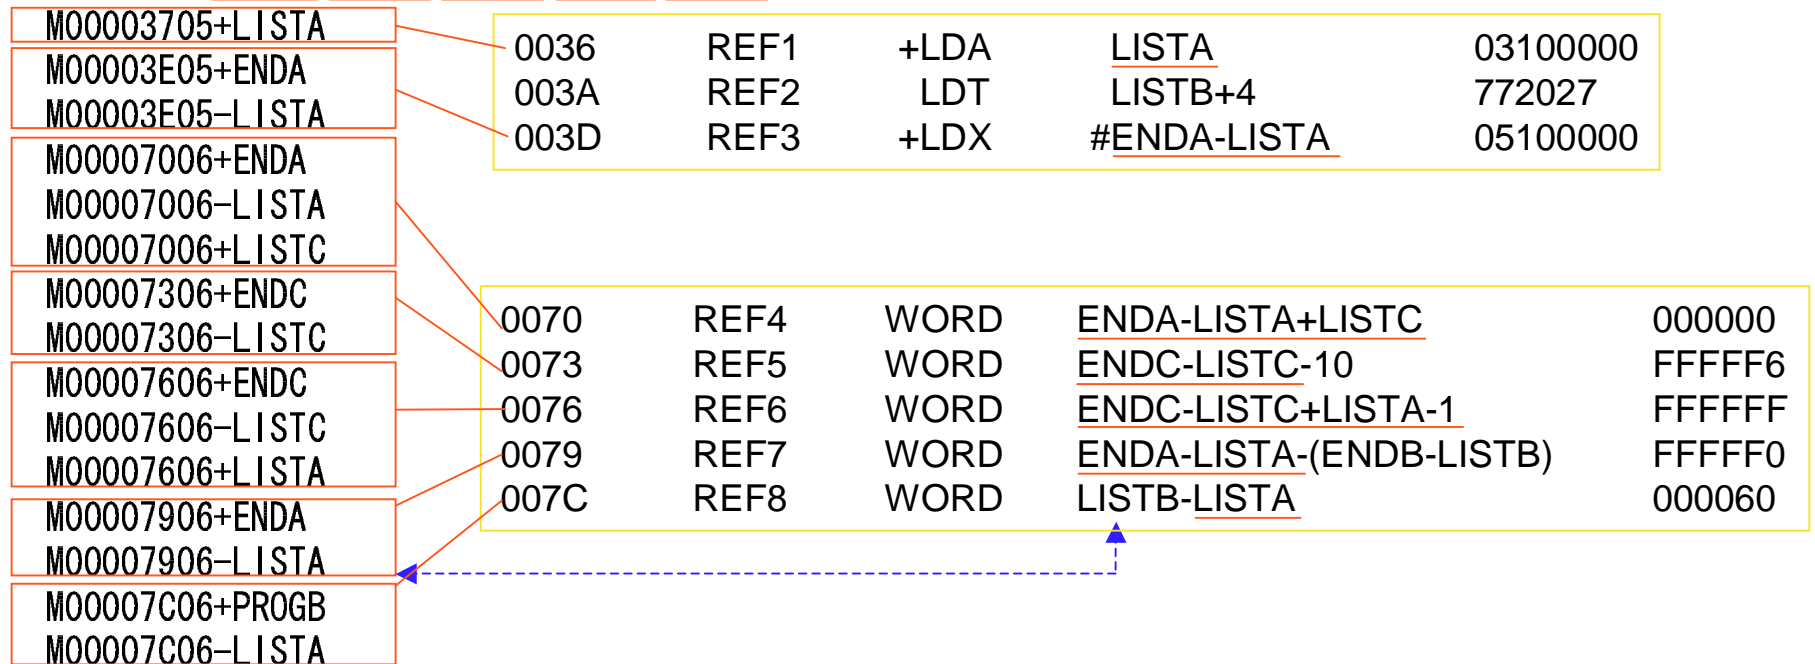 M00003705+LISTA
M00003E05+ENDA
M00003E05-LISTA
M00007006+ENDA
M00007006-LISTA
M00007006+LISTC
M00007306+ENDC
M00007306-LISTC
M00007606+ENDC
M00007606-LISTC
M00007606+LISTA
M00007906+ENDA
M00007906-LISTA
M00007C06+PROGB
M00007C06-LISTA
0036 REF1 +LDA LISTA 03100000
003A REF2 LDT LISTB+4 772027
003D REF3 +LDX #ENDA-LISTA 05100000
0070 REF4 WORD ENDA-LISTA+LISTC 000000
0073 REF5 WORD ENDC-LISTC-10 FFFFF6
0076 REF6 WORD ENDC-LISTC+LISTA-1 FFFFFF
0079 REF7 WORD ENDA-LISTA-(ENDB-LISTB) FFFFF0
007C REF8 WORD LISTB-LISTA 000060